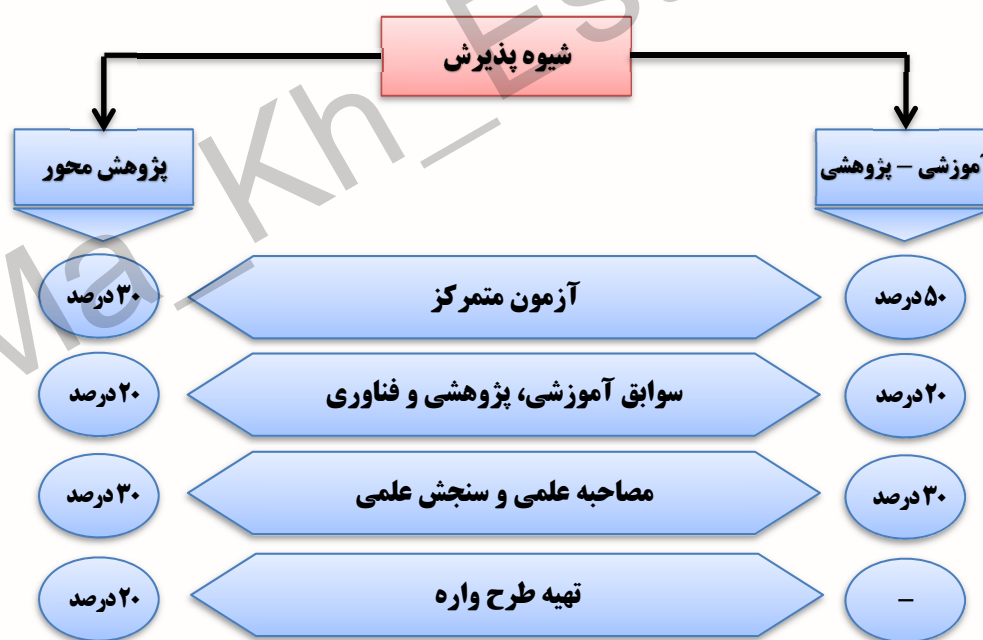 شیوه پذیرش
آموزشی – پژوهشی
پژوهش محور
۵۰ درصد
آزمون متمرکز
۳۰ درصد
۲۰ درصد
سوابق آموزشی، پژوهشی و فناوری
۲۰ درصد
۳۰ درصد
مصاحبه علمی و سنجش علمی
۳۰ درصد
–
تهیه طرح واره
۲۰ درصد